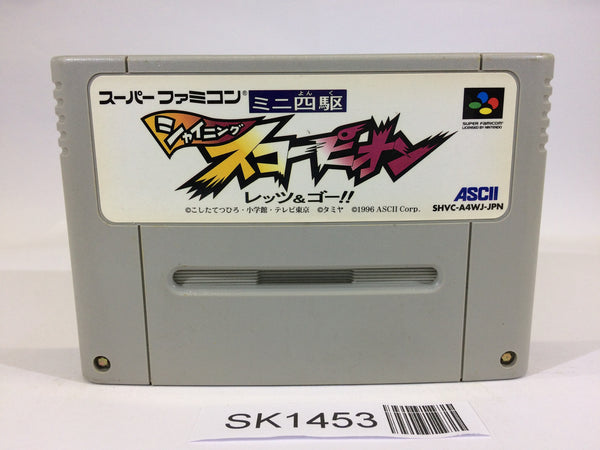 スーパーファミコン®
ミニ四駆
よんく
シャイニング
スコーピオン
レッツ&ゴー!!
©こしたてつひろ・小学館・テレビ東京 ©タミヤ ©1996 ASCII Corp.
SUPER FAMICOM
LICENSED BY NINTENDO
ASCII
SHVC-A4WJ-JPN
SK1453